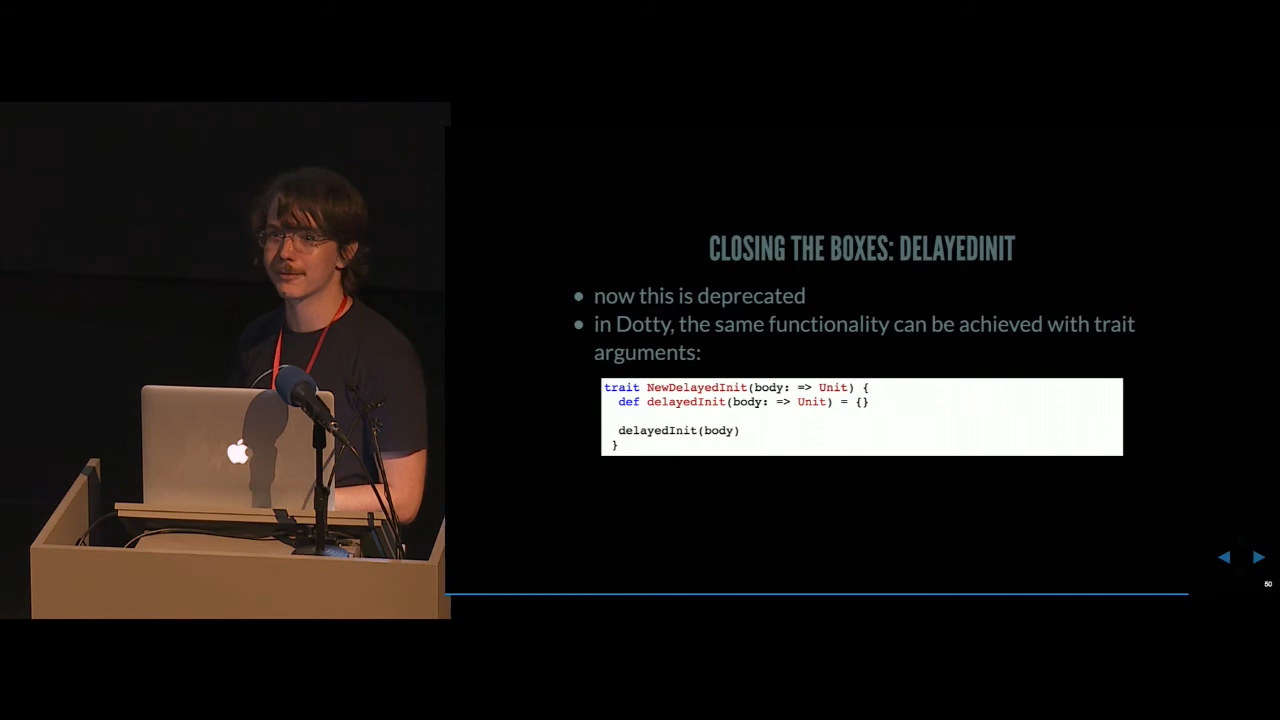 CLOSING THE BOXES: DELAYEDINIT
now this is deprecated
in Dotty, the same functionality can be achieved with trait
arguments:
trait NewDelayedInit(body: => Unit) {
def delayedInit(body: => Unit) = {}
delayedInit(body)
}
50